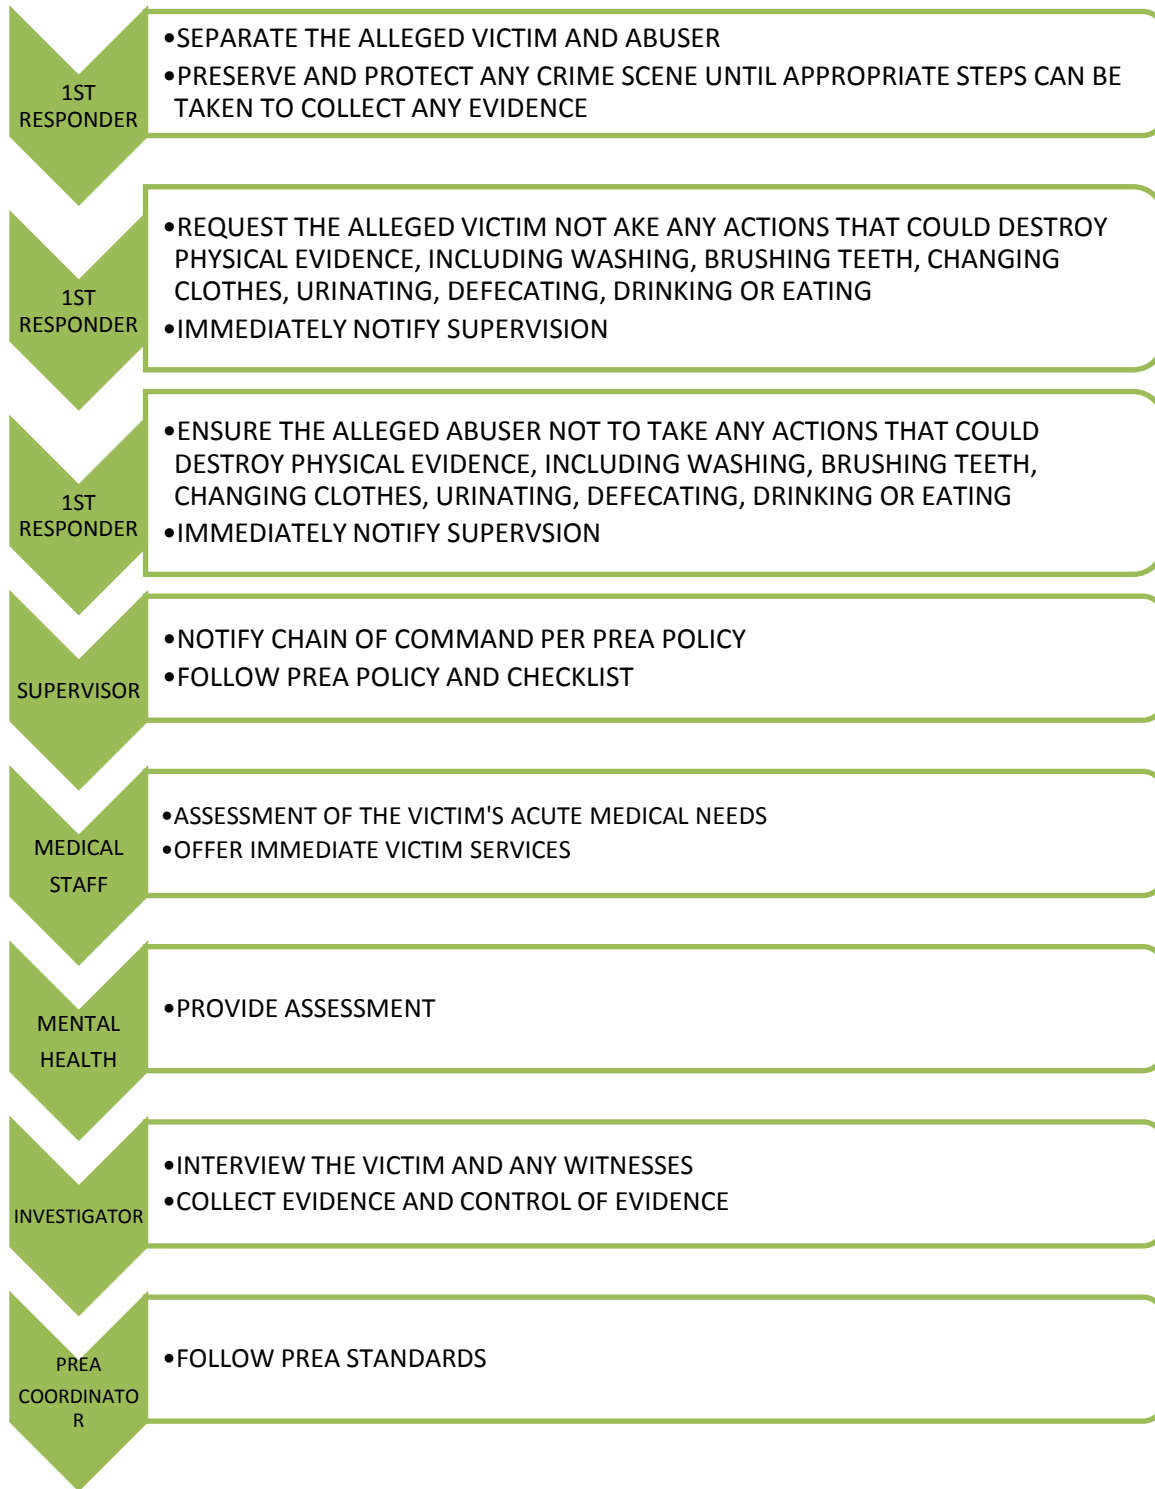 1ST
RESPONDER
•SEPARATE THE ALLEGED VICTIM AND ABUSER
•PRESERVE AND PROTECT ANY CRIME SCENE UNTIL APPROPRIATE STEPS CAN BE
TAKEN TO COLLECT ANY EVIDENCE
1ST
RESPONDER
•REQUEST THE ALLEGED VICTIM NOT AKE ANY ACTIONS THAT COULD DESTROY
PHYSICAL EVIDENCE, INCLUDING WASHING, BRUSHING TEETH, CHANGING
CLOTHES, URINATING, DEFECATING, DRINKING OR EATING
•IMMEDIATELY NOTIFY SUPERVISION
1ST
RESPONDER
•ENSURE THE ALLEGED ABUSER NOT TO TAKE ANY ACTIONS THAT COULD
DESTROY PHYSICAL EVIDENCE, INCLUDING WASHING, BRUSHING TEETH,
CHANGING CLOTHES, URINATING, DEFECATING, DRINKING OR EATING
•IMMEDIATELY NOTIFY SUPERVSION
SUPERVISOR
•NOTIFY CHAIN OF COMMAND PER PREA POLICY
•FOLLOW PREA POLICY AND CHECKLIST
MEDICAL
STAFF
•ASSESSMENT OF THE VICTIM'S ACUTE MEDICAL NEEDS
•OFFER IMMEDIATE VICTIM SERVICES
MENTAL
HEALTH
•PROVIDE ASSESSMENT
INVESTIGATOR
•INTERVIEW THE VICTIM AND ANY WITNESSES
•COLLECT EVIDENCE AND CONTROL OF EVIDENCE
PREA
COORDINATO
R
•FOLLOW PREA STANDARDS